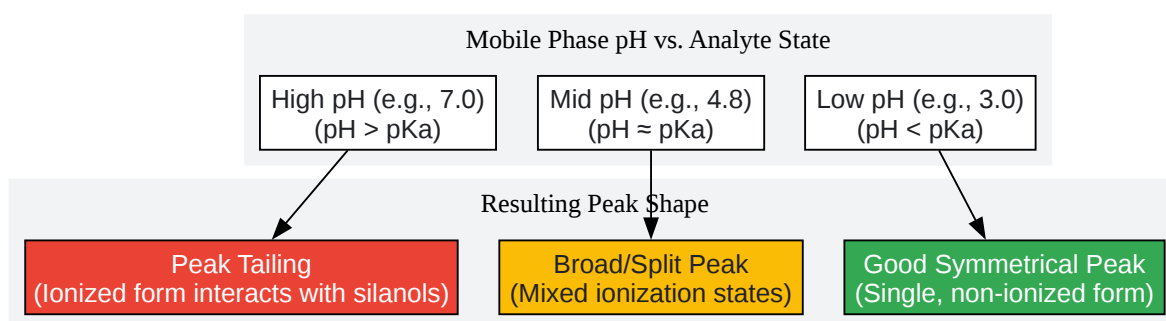 Mobile Phase pH vs. Analyte State
High pH (e.g., 7.0)
(pH > pKa)
Mid pH (e.g., 4.8)
(pH ≈ pKa)
Low pH (e.g., 3.0)
(pH < pKa)
Resulting Peak Shape
Peak Tailing
(Ionized form interacts with silanols)
Broad/Split Peak
(Mixed ionization states)
Good Symmetrical Peak
(Single, non-ionized form)